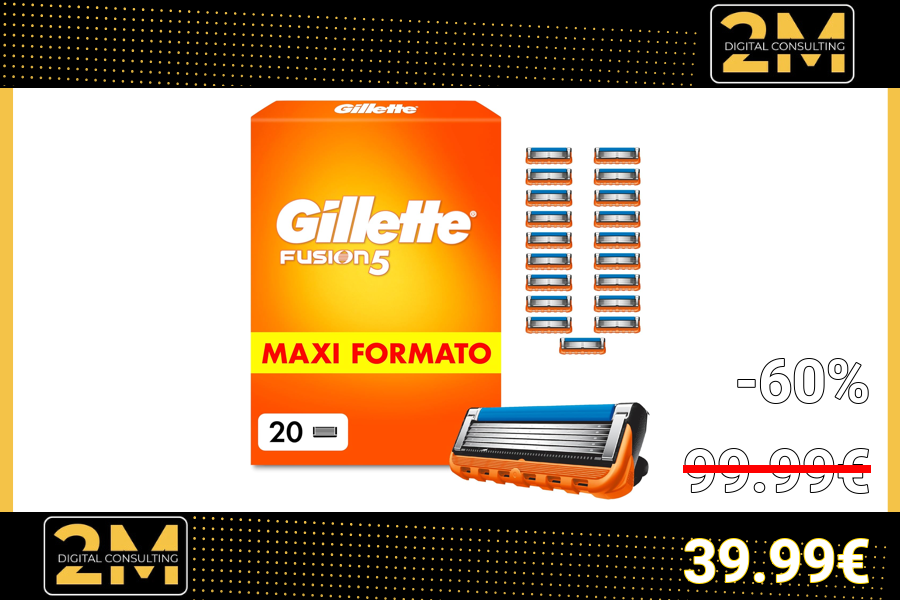 2M
DIGITAL CONSULTING
Gillette
Gillette®
FUSION5
MAXI FORMATO
20
-60%
99.99€
2M
DIGITAL CONSULTING
39.99€